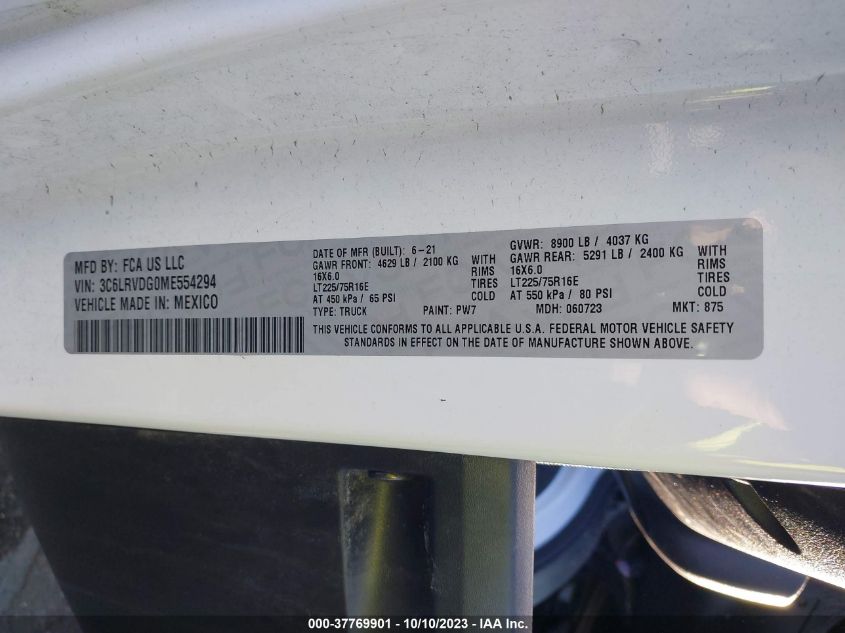 MFD BY: FCA US LLC
VIN: 3C6LRVDG0ME554294
VEHICLE MADE IN: MEXICO
DATE OF MFR (BUILT): 6-21
GAWR FRONT: 4629 LB / 2100 KG WITH
16X6.0 RIMS
LT225/75R16E TIRES
AT 450 kPa / 65 PSI COLD
TYPE: TRUCK PAINT: PW7
GVWR: 8900 LB / 4037 KG
GAWR REAR: 5291 LB / 2400 KG WITH
16X6.0 RIMS
LT225/75R16E TIRES
AT 550 kPa / 80 PSI COLD
MDH: 060723 MKT: 875
THIS VEHICLE CONFORMS TO ALL APPLICABLE U.S.A. FEDERAL MOTOR VEHICLE SAFETY
STANDARDS IN EFFECT ON THE DATE OF MANUFACTURE SHOWN ABOVE.
000-37769901 - 10/10/2023 - IAA Inc.